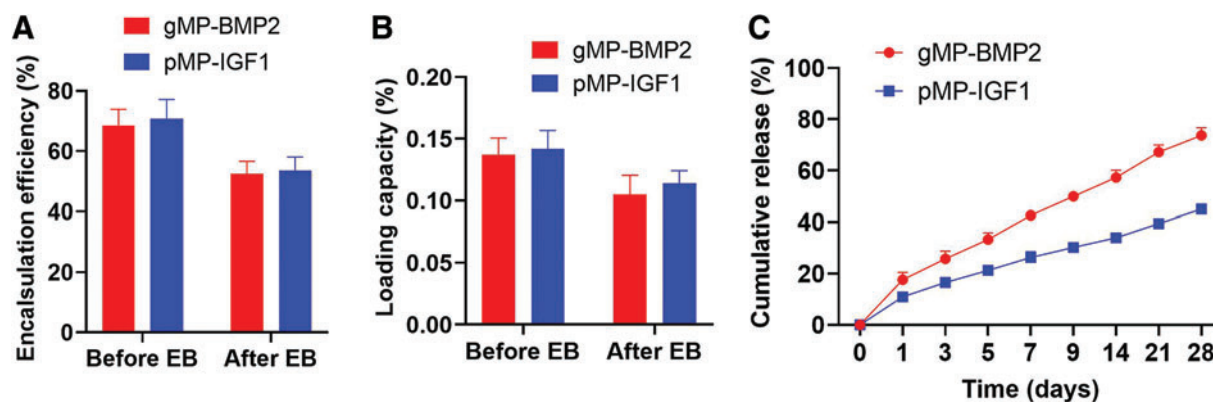 A
gMP-BMP2
pMP-IGF1
Encalsulation efficiency (%)
80
60
40
20
0
Before EB After EB
B
gMP-BMP2
pMP-IGF1
Loading capacity (%)
0.20
0.15
0.10
0.05
0.00
Before EB After EB
C
gMP-BMP2
pMP-IGF1
Cumulative release (%)
100
80
60
40
20
0
0 1 3 5 7 9 14 21 28
Time (days)